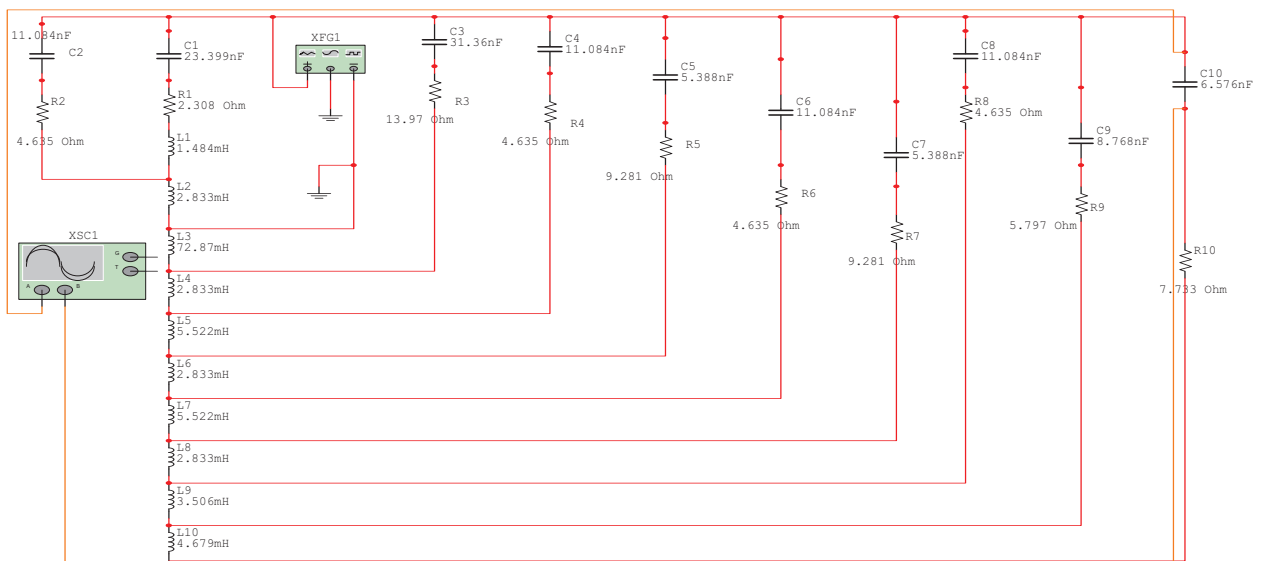 11.084nF
C2
R2
4.635 Ohm
C1
23.399nF
R1
2.308 Ohm
L1
1.484mH
L2
2.833mH
L3
72.87mH
L4
2.833mH
L5
5.522mH
L6
2.833mH
L7
5.522mH
L8
2.833mH
L9
3.506mH
L10
4.679mH
XFG1
XSC1
G
T
A
B
C3
31.36nF
R3
13.97 Ohm
C4
11.084nF
R4
4.635 Ohm
C5
5.388nF
R5
9.281 Ohm
C6
11.084nF
R6
4.635 Ohm
C7
5.388nF
R7
9.281 Ohm
C8
11.084nF
R8
4.635 Ohm
C9
8.768nF
R9
5.797 Ohm
C10
6.576nF
R10
7.733 Ohm